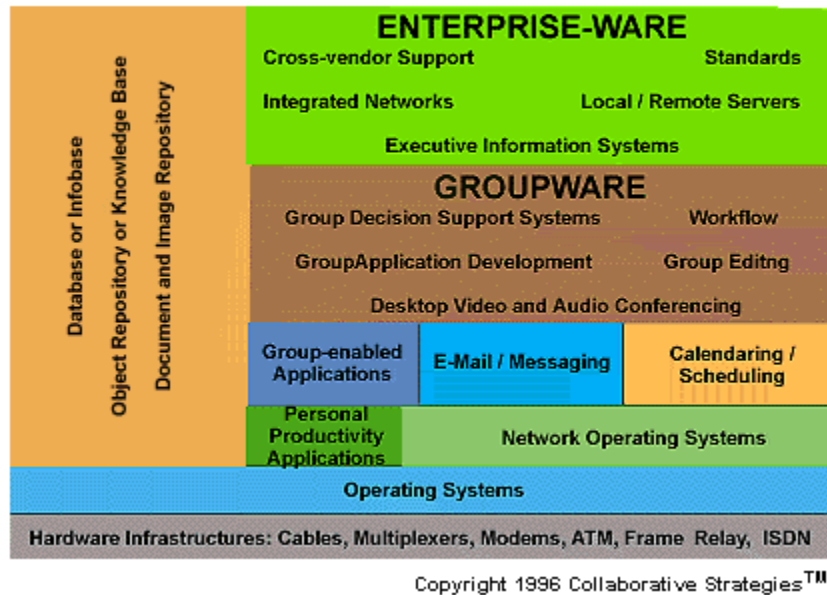 Database or Infobase
Object Repository or Knowledge Base
Document and Image Repository
ENTERPRISE-WARE
Cross-vendor Support Standards
Integrated Networks Local / Remote Servers
Executive Information Systems
GROUPWARE
Group Decision Support Systems Workflow
GroupApplication Development Group Editng
Desktop Video and Audio Conferencing
Group-enabled
Applications
E-Mail / Messaging
Calendaring /
Scheduling
Personal
Productivity
Applications
Network Operating Systems
Operating Systems
Hardware Infrastructures: Cables, Multiplexers, Modems, ATM, Frame Relay, ISDN
Copyright 1996 Collaborative Strategies™